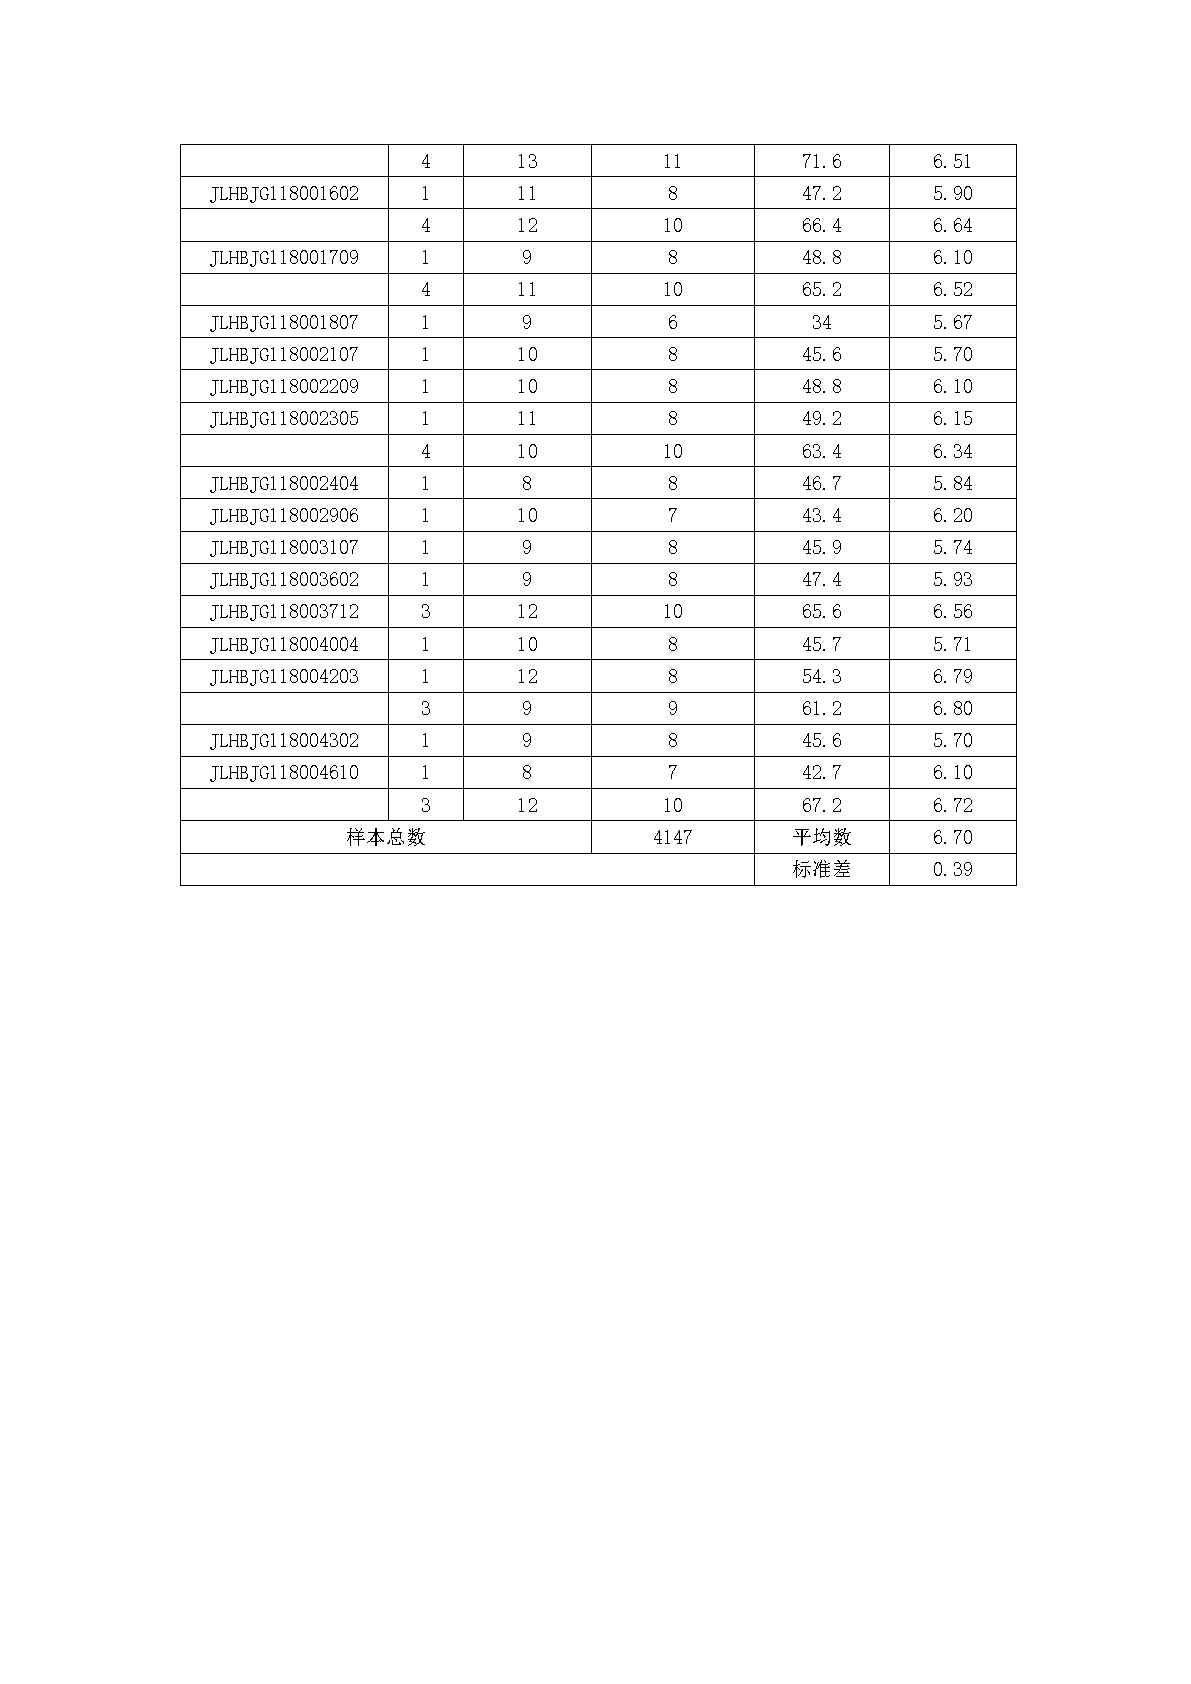 4 13 11 71.6 6.51
JLHBJG118001602 1 11 8 47.2 5.90
4 12 10 66.4 6.64
JLHBJG118001709 1 9 8 48.8 6.10
4 11 10 65.2 6.52
JLHBJG118001807 1 9 6 34 5.67
JLHBJG118002107 1 10 8 45.6 5.70
JLHBJG118002209 1 10 8 48.8 6.10
JLHBJG118002305 1 11 8 49.2 6.15
4 10 10 63.4 6.34
JLHBJG118002404 1 8 8 46.7 5.84
JLHBJG118002906 1 10 7 43.4 6.20
JLHBJG118003107 1 9 8 45.9 5.74
JLHBJG118003602 1 9 8 47.4 5.93
JLHBJG118003712 3 12 10 65.6 6.56
JLHBJG118004004 1 10 8 45.7 5.71
JLHBJG118004203 1 12 8 54.3 6.79
3 9 9 61.2 6.80
JLHBJG118004302 1 9 8 45.6 5.70
JLHBJG118004610 1 8 7 42.7 6.10
3 12 10 67.2 6.72
样本总数 4147 平均数 6.70
标准差 0.39